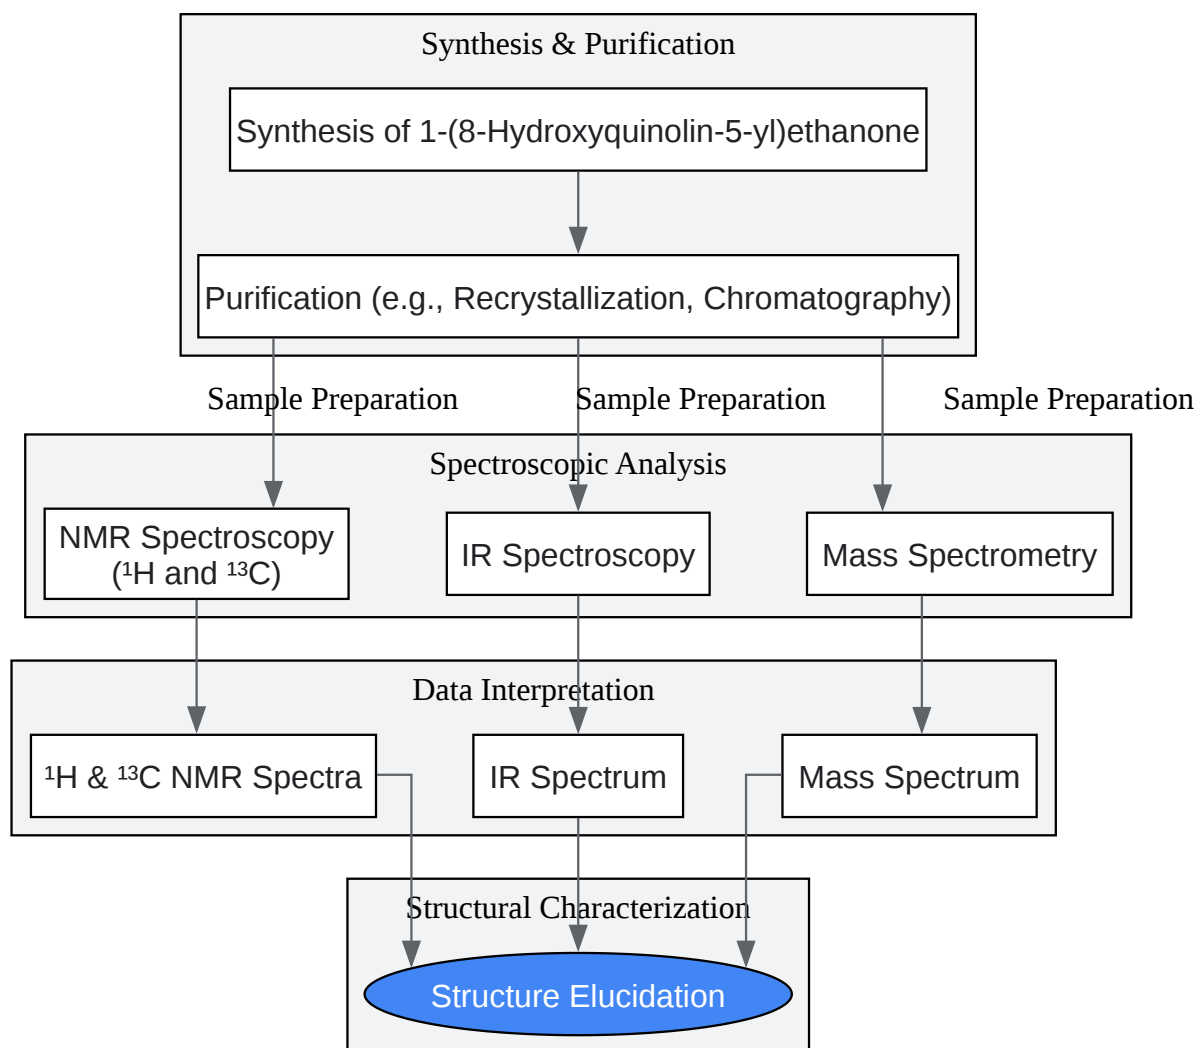 Synthesis & Purification
Synthesis of 1-(8-Hydroxyquinolin-5-yl)ethanone
Purification (e.g., Recrystallization, Chromatography)
Sample Preparation
Sample Preparation
Sample Preparation
Spectroscopic Analysis
NMR Spectroscopy
(¹H and ¹³C)
IR Spectroscopy
Mass Spectrometry
Data Interpretation
¹H & ¹³C NMR Spectra
IR Spectrum
Mass Spectrum
Structural Characterization
Structure Elucidation